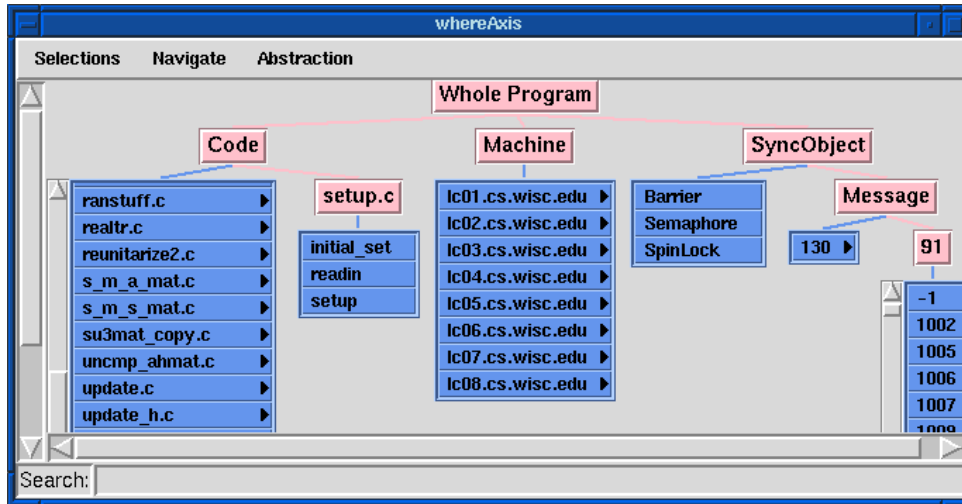 whereAxis
Selections Navigate Abstraction
Whole Program
Code Machine SyncObject
ranstuff.c
realtr.c
reunitarize2.c
s_m_a_mat.c
s_m_s_mat.c
su3mat_copy.c
uncmp_ahmat.c
update.c
update_h.c
setup.c
initial_set
readin
setup
lc01.cs.wisc.edu
lc02.cs.wisc.edu
lc03.cs.wisc.edu
lc04.cs.wisc.edu
lc05.cs.wisc.edu
lc06.cs.wisc.edu
lc07.cs.wisc.edu
lc08.cs.wisc.edu
Barrier
Semaphore
SpinLock
Message
130
91
-1
1002
1005
1006
1007
1009
Search: